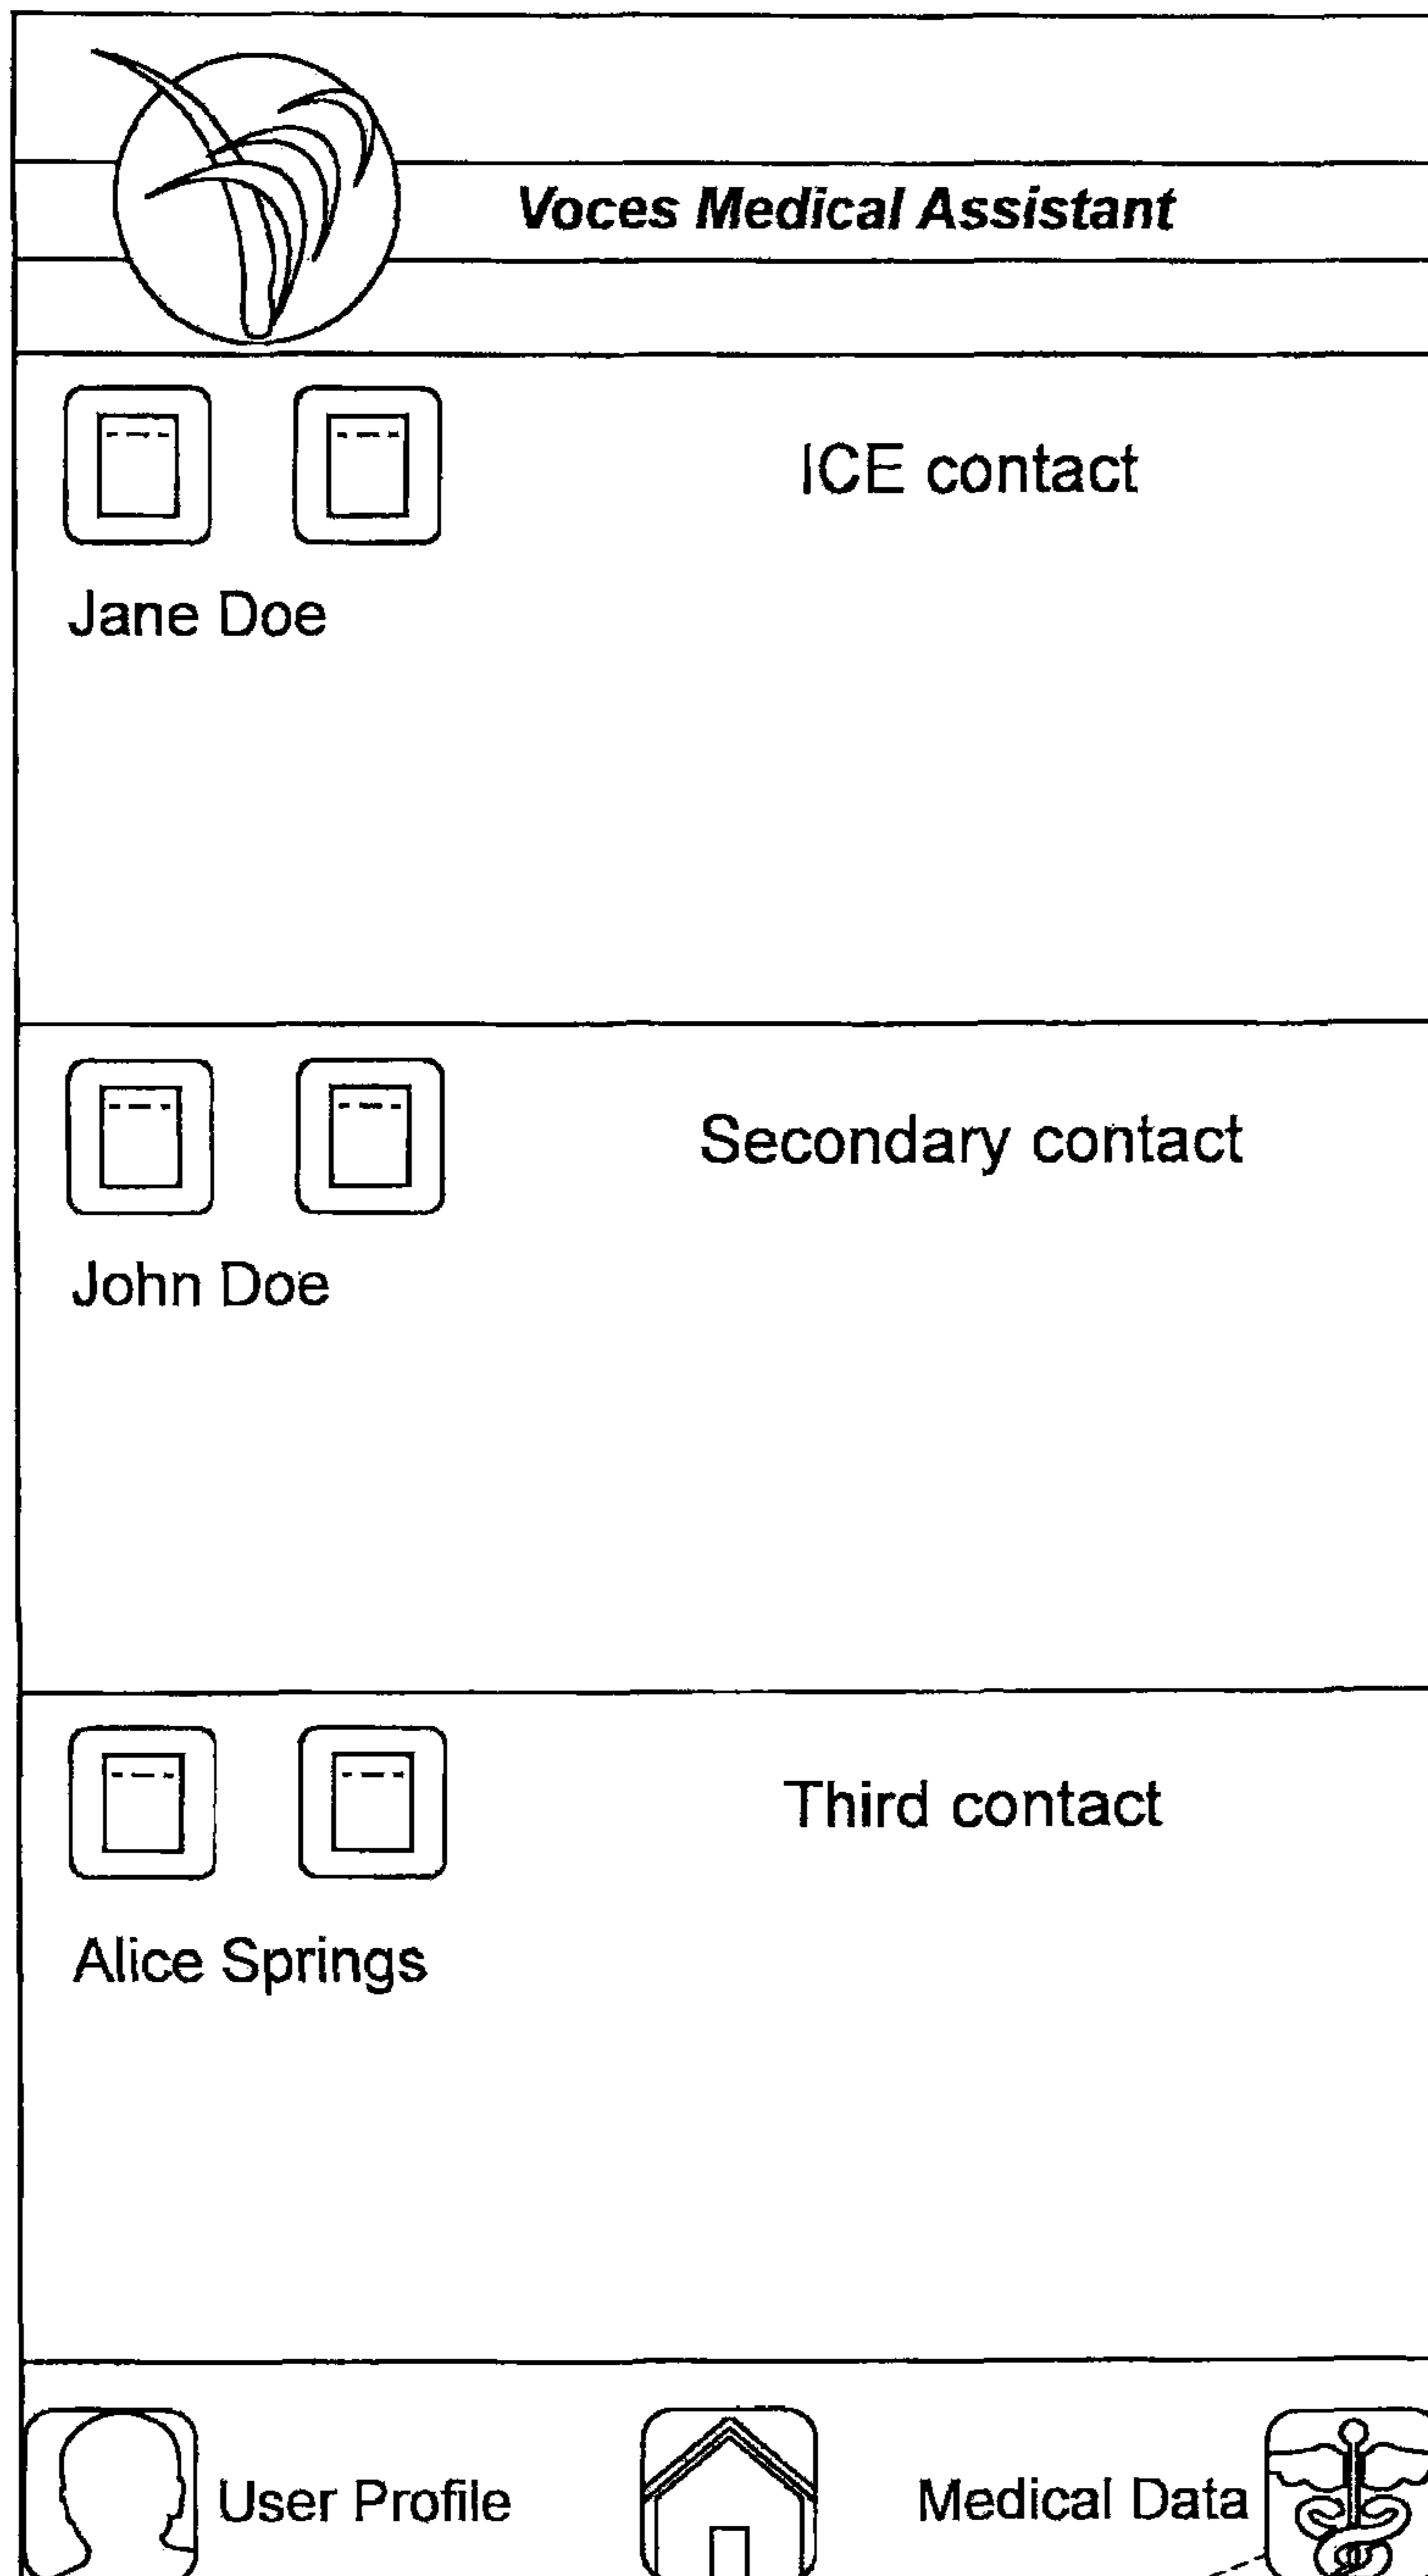 Voces Medical Assistant
ICE contact
Jane Doe
Secondary contact
John Doe
Third contact
Alice Springs
User Profile
Medical Data